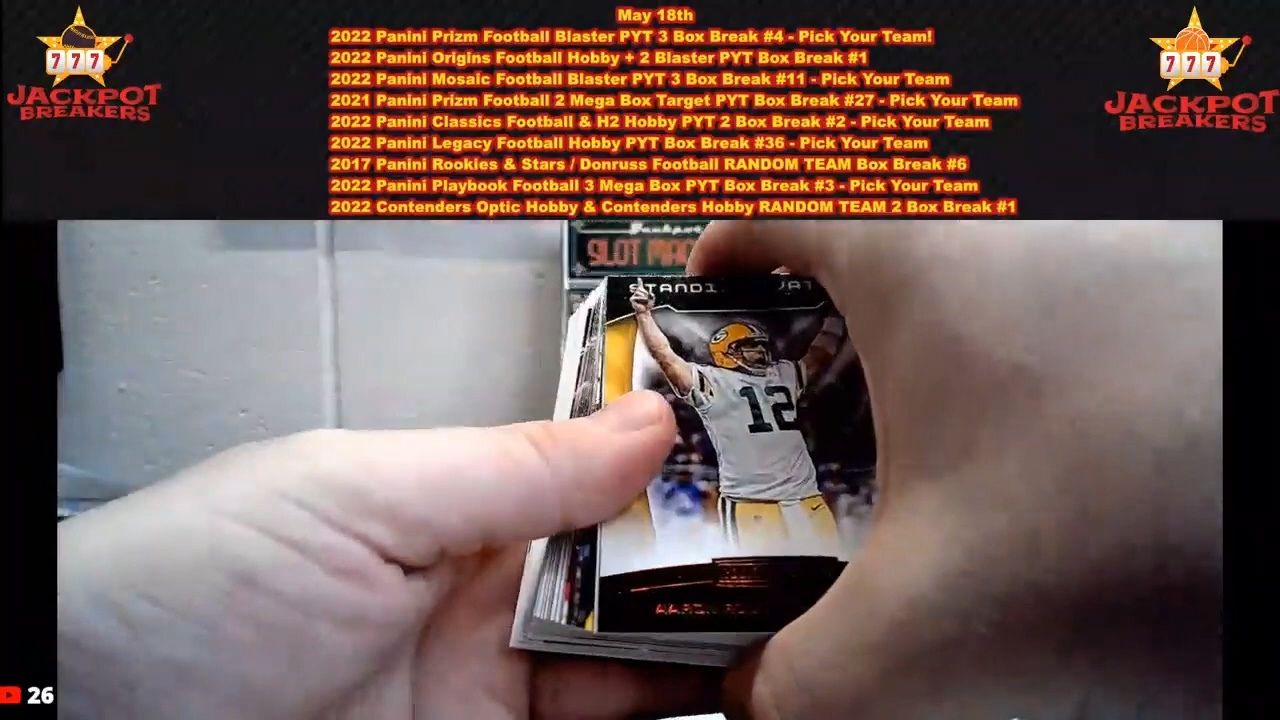 May 18th
2022 Panini Prizm Football Blaster PYT 3 Box Break #4 - Pick Your Team!
2022 Panini Origins Football Hobby + 2 Blaster PYT Box Break #1
2022 Panini Mosaic Football Blaster PYT 3 Box Break #11 - Pick Your Team
2021 Panini Prizm Football 2 Mega Box Target PYT Box Break #27 - Pick Your Team
2022 Panini Classics Football & H2 Hobby PYT 2 Box Break #2 - Pick Your Team
2022 Panini Legacy Football Hobby PYT Box Break #36 - Pick Your Team
2017 Panini Rookies & Stars / Donruss Football RANDOM TEAM Box Break #6
2022 Panini Playbook Football 3 Mega Box PYT Box Break #3 - Pick Your Team
2022 Contenders Optic Hobby & Contenders Hobby RANDOM TEAM 2 Box Break #1
777
JACKPOT
BREAKERS
777
JACKPOT
BREAKERS
SLOT MAC
STANDI VAT
G
12
AARON RO
26